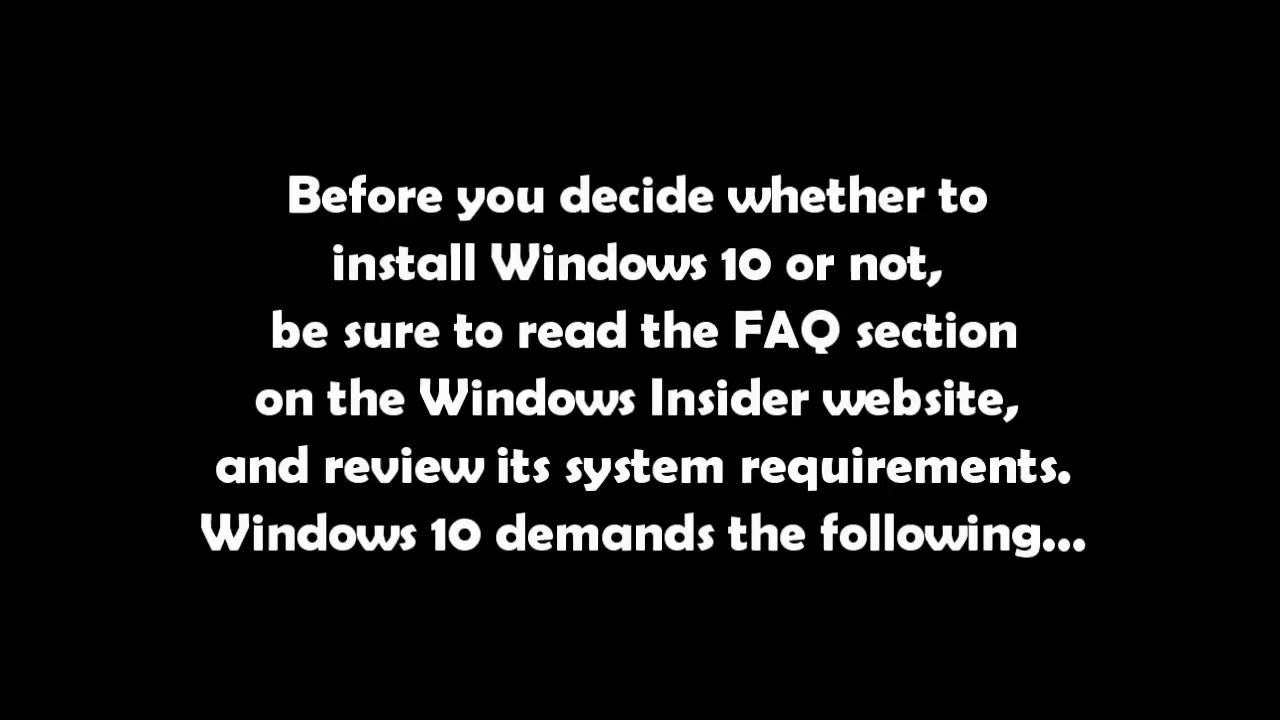 Before you decide whether to
install Windows 10 or not,
be sure to read the FAQ section
on the Windows Insider website,
and review its system requirements.
Windows 10 demands the following...